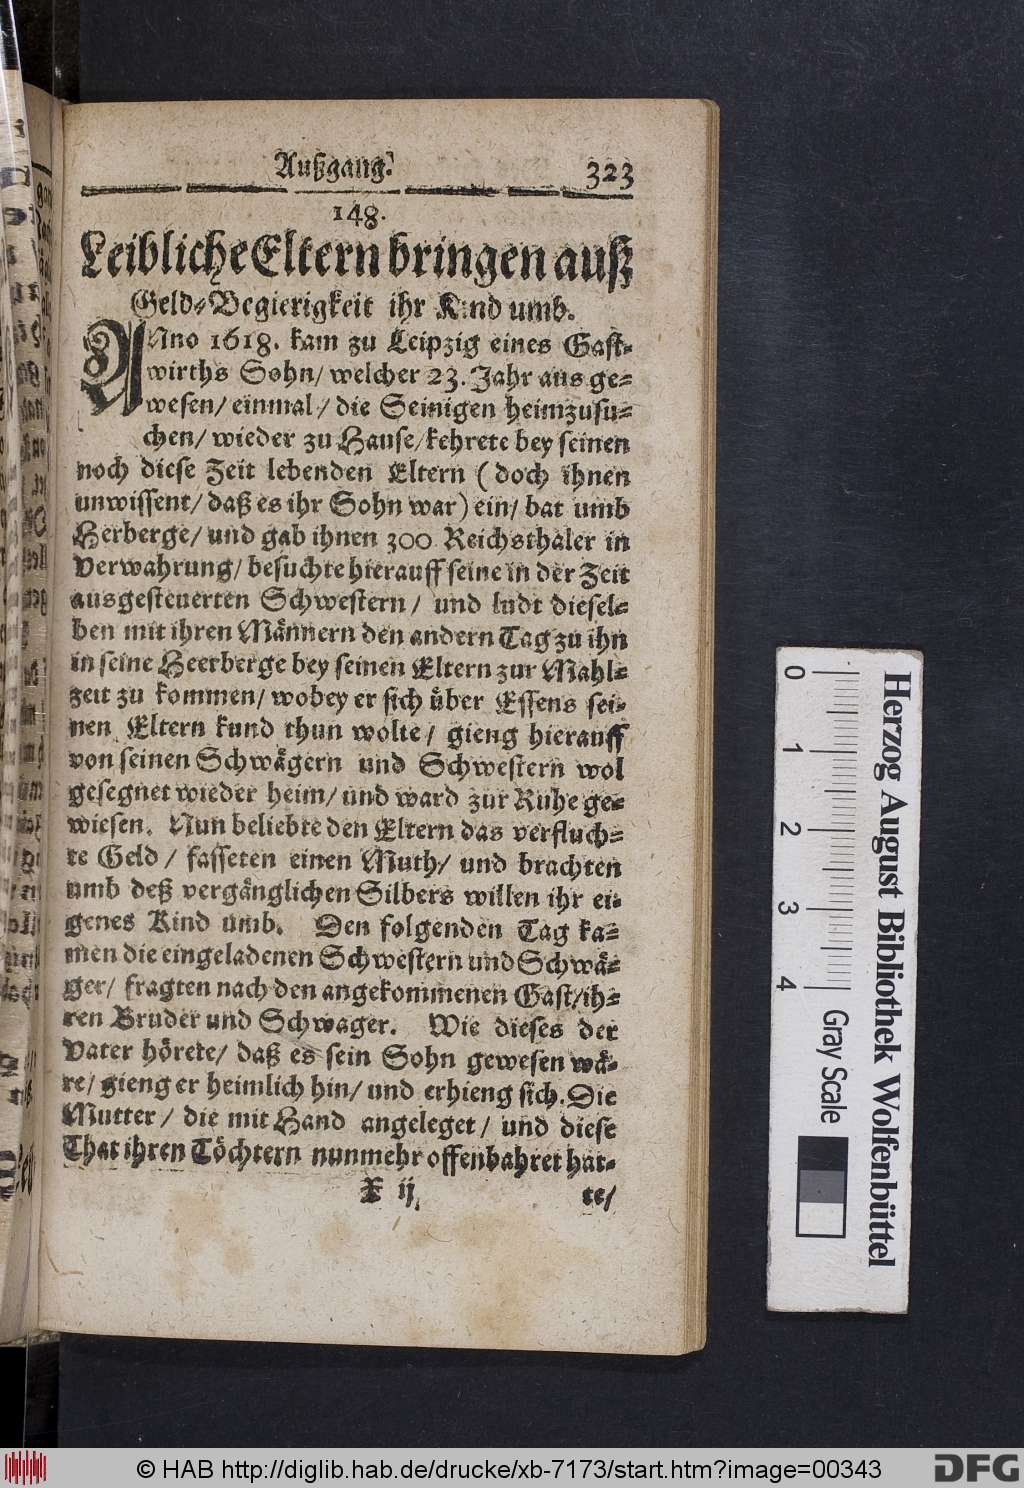 Außgang.
323
148.
Leibliche Eltern bringen auß
Geld-Begierigkeit ihr Kind umb.
ANno 1618. kam zu Leipzig eines Gast-
wirths Sohn/ welcher 23. Jahr aus ge-
wesen/ einmal/ die Seinigen heimzusu-
chen/ wieder zu Hause/ kehrete bey seinen
noch diese Zeit lebenden Eltern (doch ihnen
unwissent/ daß es ihr Sohn war) ein/ bat umb
Herberge/ und gab ihnen 300 Reichsthaler in
Verwahrung/ besuchte hierauff seine in der Zeit
ausgesteuerten Schwestern/ und ludt diesel-
ben mit ihren Männern den andern Tag zu ihn
in seine Heerberge bey seinen Eltern zur Mahl-
zeit zu kommen/ wobey er sich über Essens sei-
nen Eltern kund thun wolte/ gieng hierauff
von seinen Schwägern und Schwestern wol
gesegnet wieder heim/ und ward zur Ruhe ge-
wiesen. Nun beliebte den Eltern das verfluch-
te Geld/ fasseten einen Muth/ und brachten
umb deß vergänglichen Silbers willen ihr ei-
genes Kind umb. Den folgenden Tag ka-
men die eingeladenen Schwestern und Schwä-
ger/ fragten nach den angekommenen Gast/ ih-
ren Bruder und Schwager. Wie dieses der
Vater hörete/ daß es sein Sohn gewesen wä-
re/ gieng er heimlich hin/ und erhieng sich. Die
Mutter/ die mit Hand angeleget/ und diese
That ihren Töchtern nunmehr offenbahret hat-
X ij
te/
Herzog August Bibliothek Wolfenbüttel
0 1 2 3 4
Gray Scale
© HAB http://diglib.hab.de/drucke/xb-7173/start.htm?image=00343
DFG